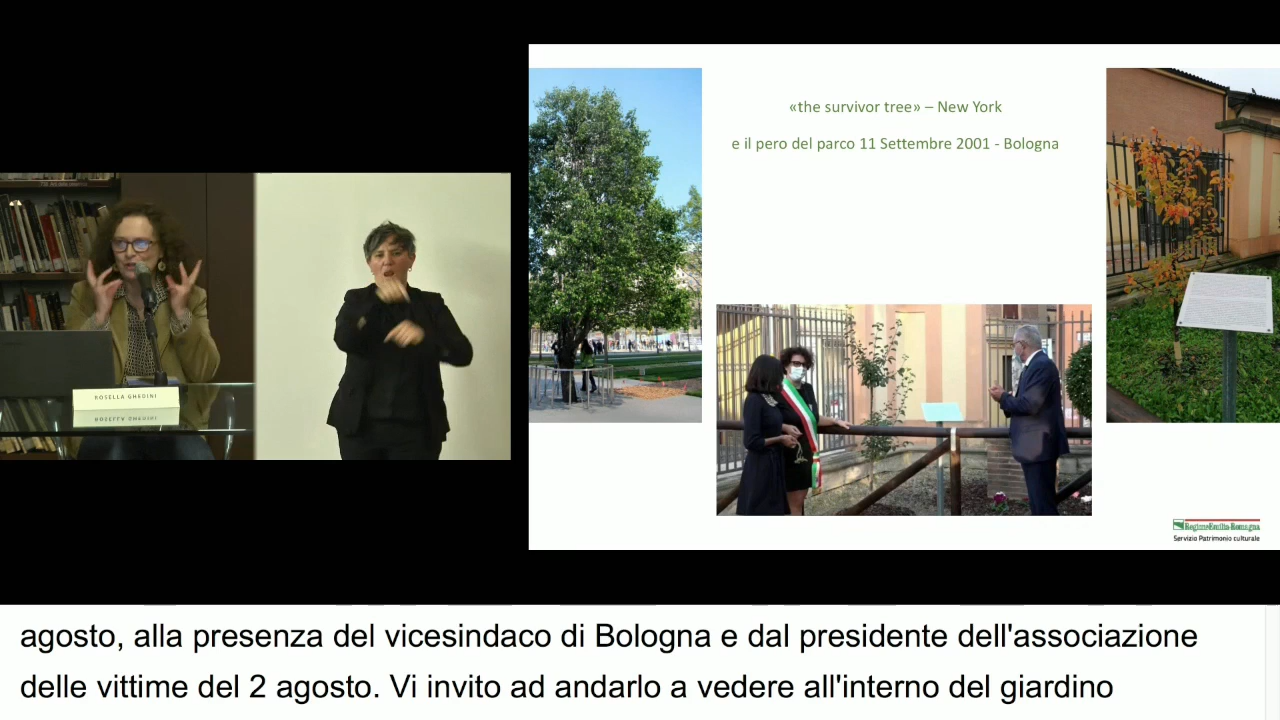 «the survivor tree» – New York
e il pero del parco 11 Settembre 2001 - Bologna
ROSELLA GHEDINI
RegioneEmilia-Romagna
Servizio Patrimonio culturale
agosto, alla presenza del vicesindaco di Bologna e dal presidente dell'associazione
delle vittime del 2 agosto. Vi invito ad andarlo a vedere all'interno del giardino